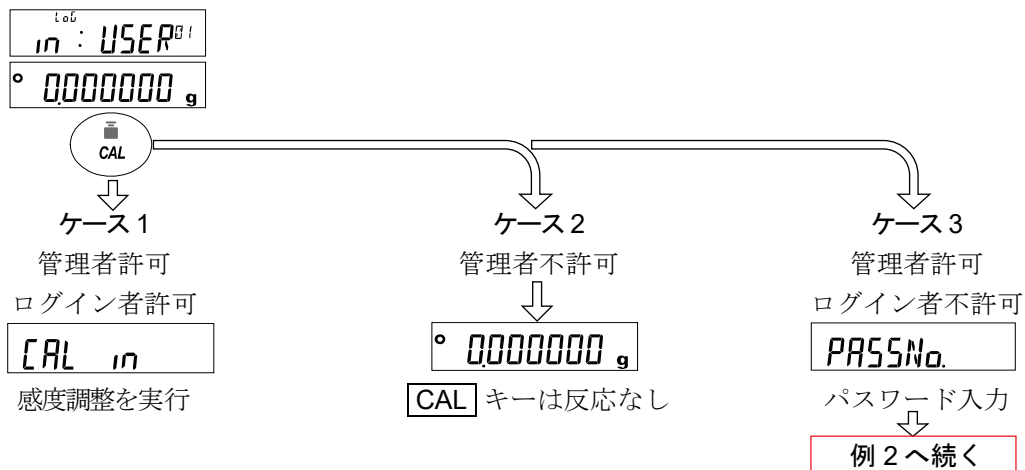 LoG
in : USER01
0.000000 g
CAL
ケース 1
管理者許可
ログイン者許可
CAL in
感度調整を実行
ケース 2
管理者不許可
0.000000 g
CAL キーは反応なし
ケース 3
管理者許可
ログイン者不許可
PASSNo.
パスワード入力
例 2 へ続く